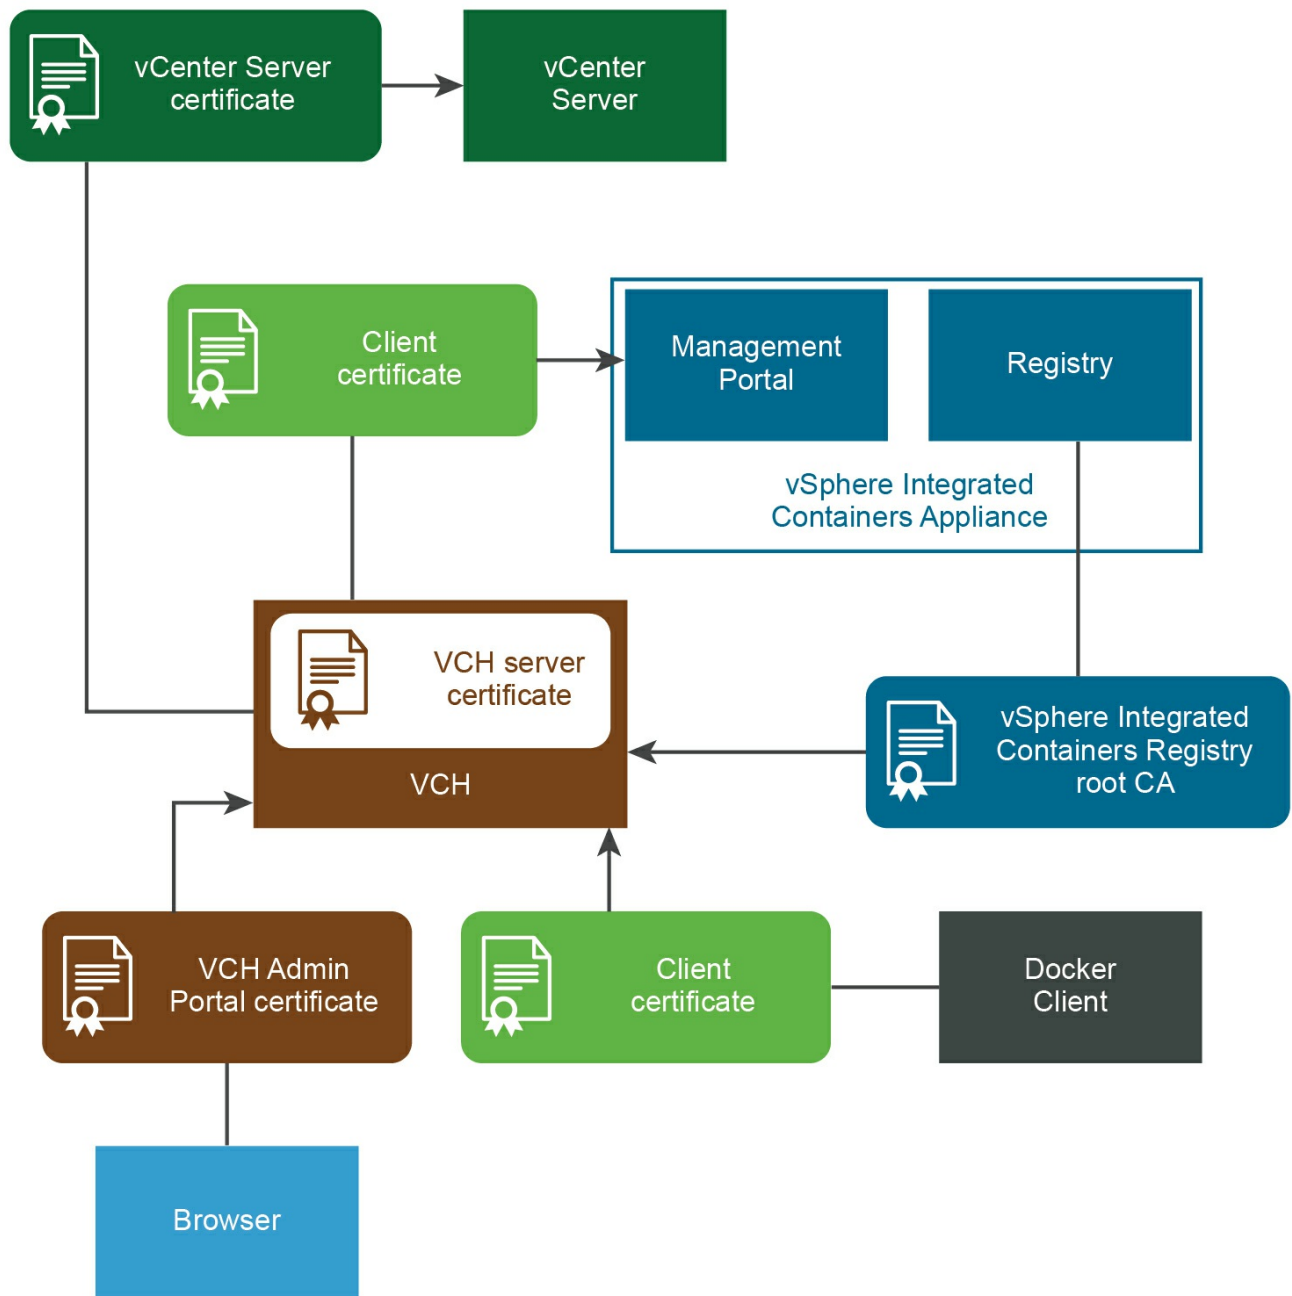 vCenter Server
certificate
vCenter
Server
Client
certificate
Management
Portal
Registry
vSphere Integrated
Containers Appliance
VCH server
certificate
VCH
vSphere Integrated
Containers Registry
root CA
VCH Admin
Portal certificate
Client
certificate
Docker
Client
Browser